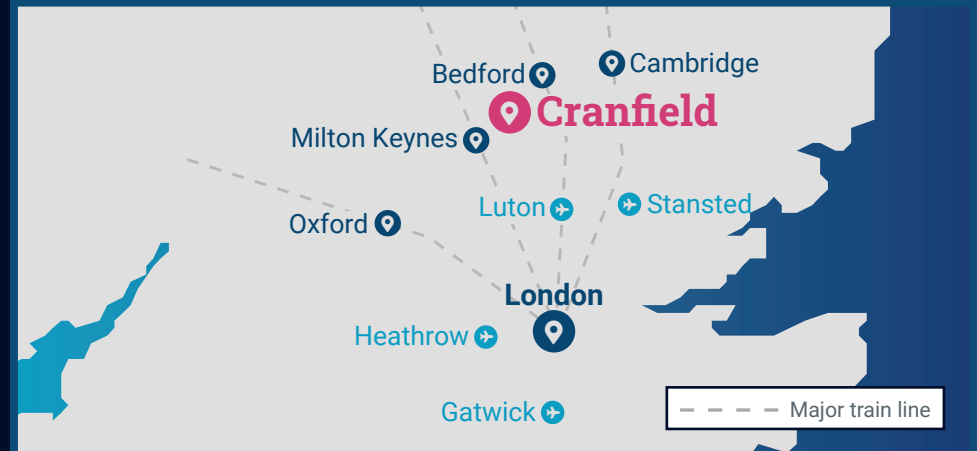 Cambridge
Bedford
Cranfield
Milton Keynes
Luton
Stansted
Oxford
London
Heathrow
Gatwick
Major train line